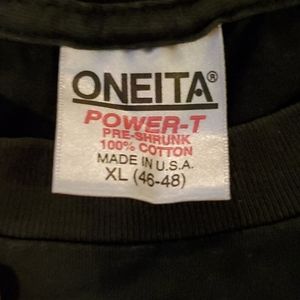 ONEITA®
POWER-T
PRE-SHRUNK
100% COTTON
MADE IN U.S.A.
XL (46-48)